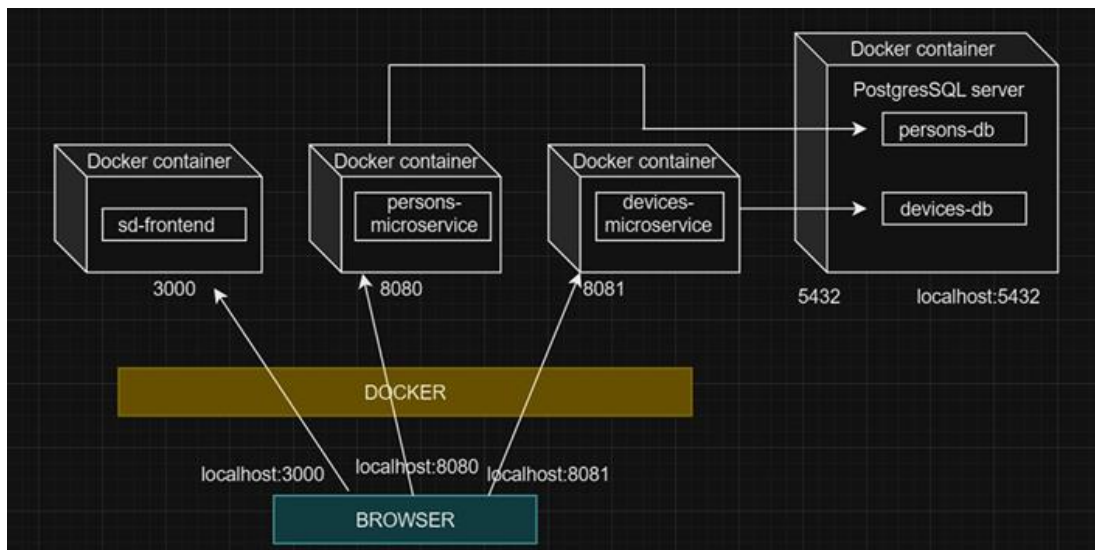 Docker container
PostgresSQL server
persons-db
devices-db
5432
localhost:5432
Docker container
sd-frontend
3000
Docker container
persons-
microservice
8080
Docker container
devices-
microservice
8081
DOCKER
localhost:3000
localhost:8080
localhost:8081
BROWSER